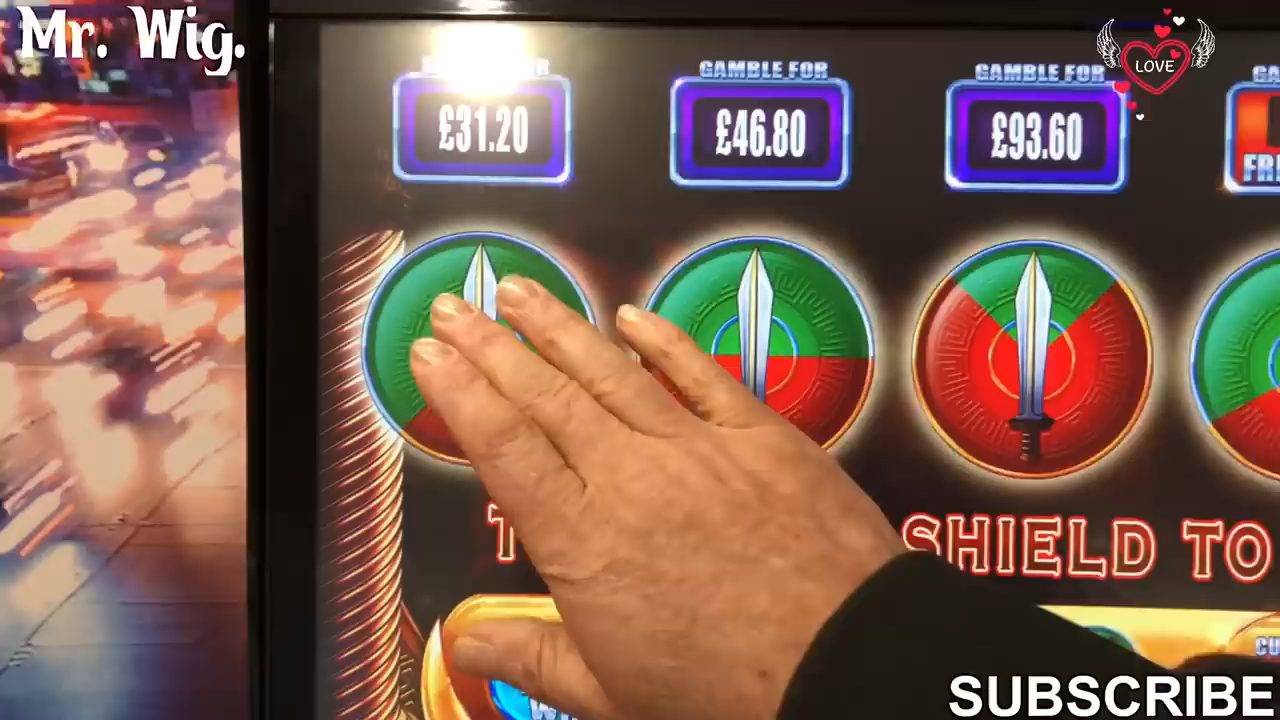 Mr. Wig.
LOVE
GAMBLE FOR
GAMBLE FOR
£31.20
£46.80
£93.60
SHIELD TO
SUBSCRIBE